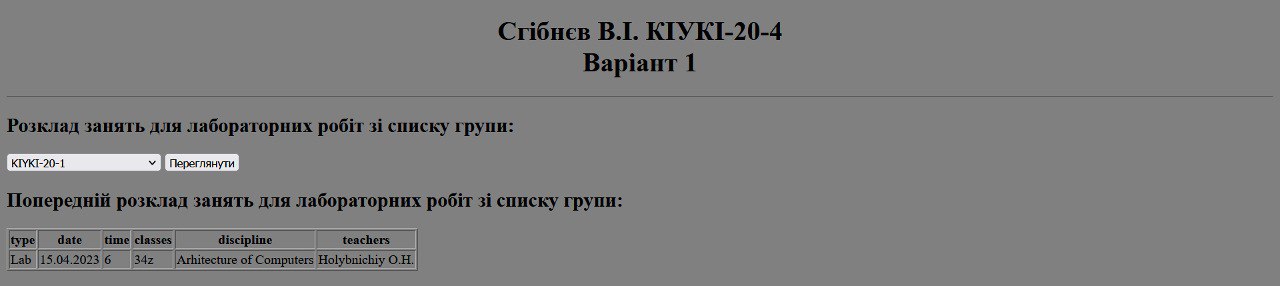 Сгібнєв В.І. КІУКІ-20-4
Варіант 1
Розклад занять для лабораторних робіт зі списку групи:
KIYKI-20-1 Переглянути
Попередній розклад занять для лабораторних робіт зі списку групи:
type date time classes discipline teachers
Lab 15.04.2023 6 34z Arhitecture of Computers Holybnichiy O.H.